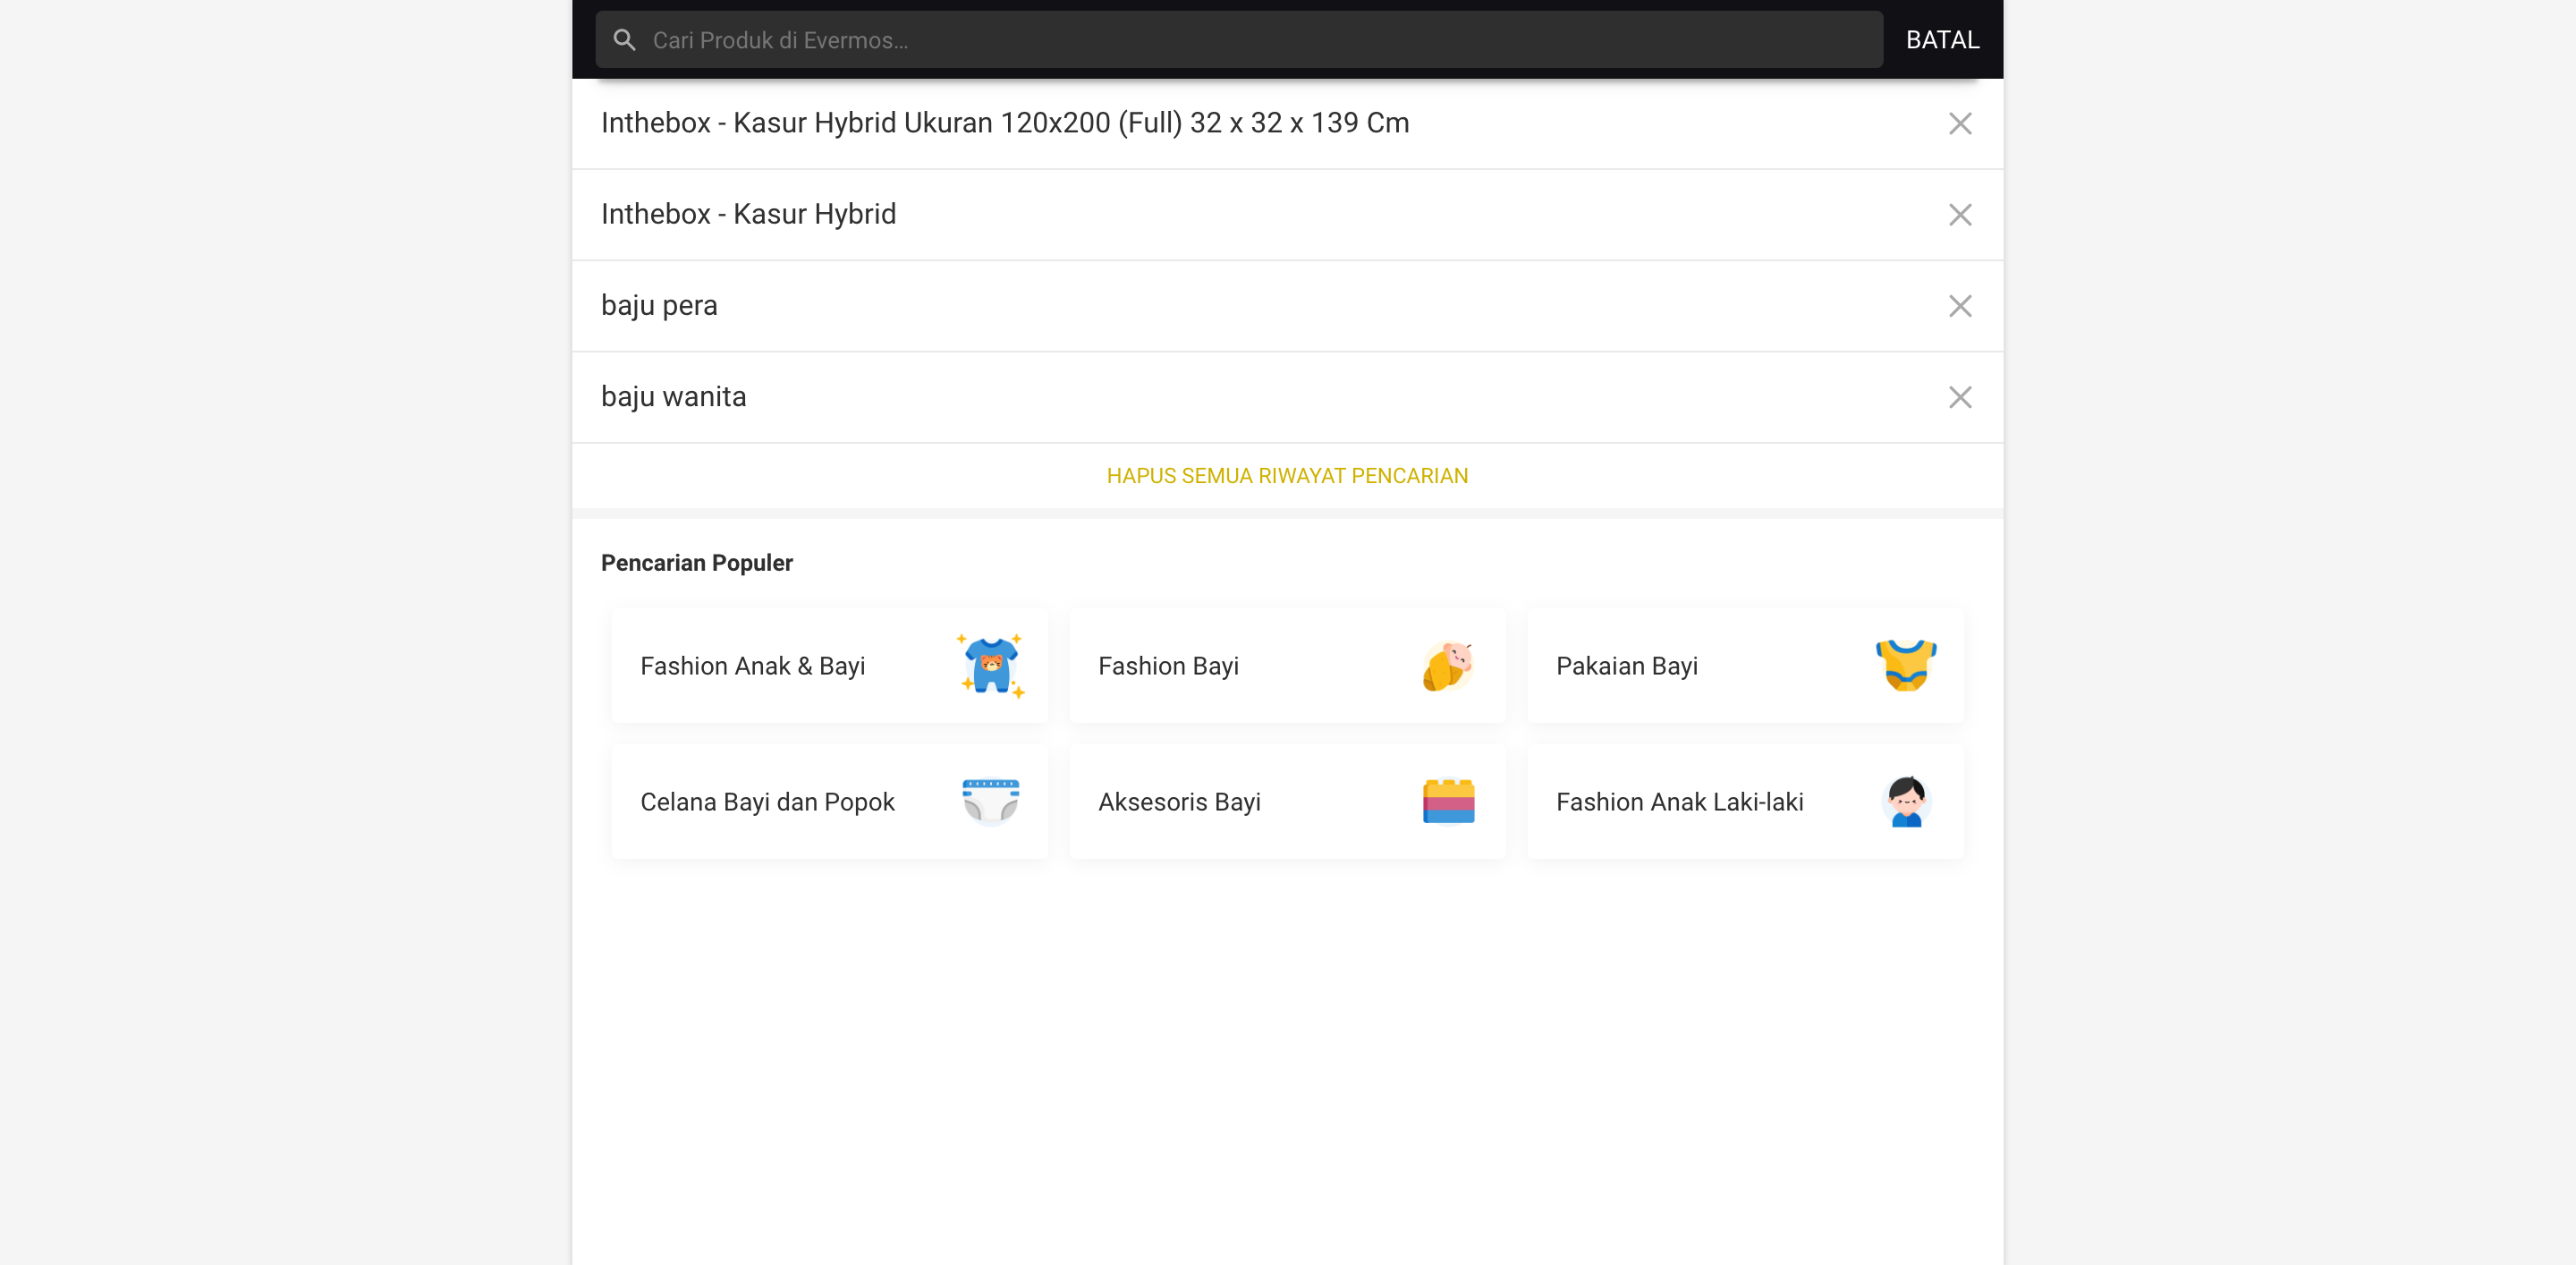 Cari Produk di Evermos...
BATAL
Inthebox - Kasur Hybrid Ukuran 120x200 (Full) 32 x 32 x 139 Cm
Inthebox - Kasur Hybrid
baju pera
baju wanita
HAPUS SEMUA RIWAYAT PENCARIAN
Pencarian Populer
Fashion Anak & Bayi
Fashion Bayi
Pakaian Bayi
Celana Bayi dan Popok
Aksesoris Bayi
Fashion Anak Laki-laki